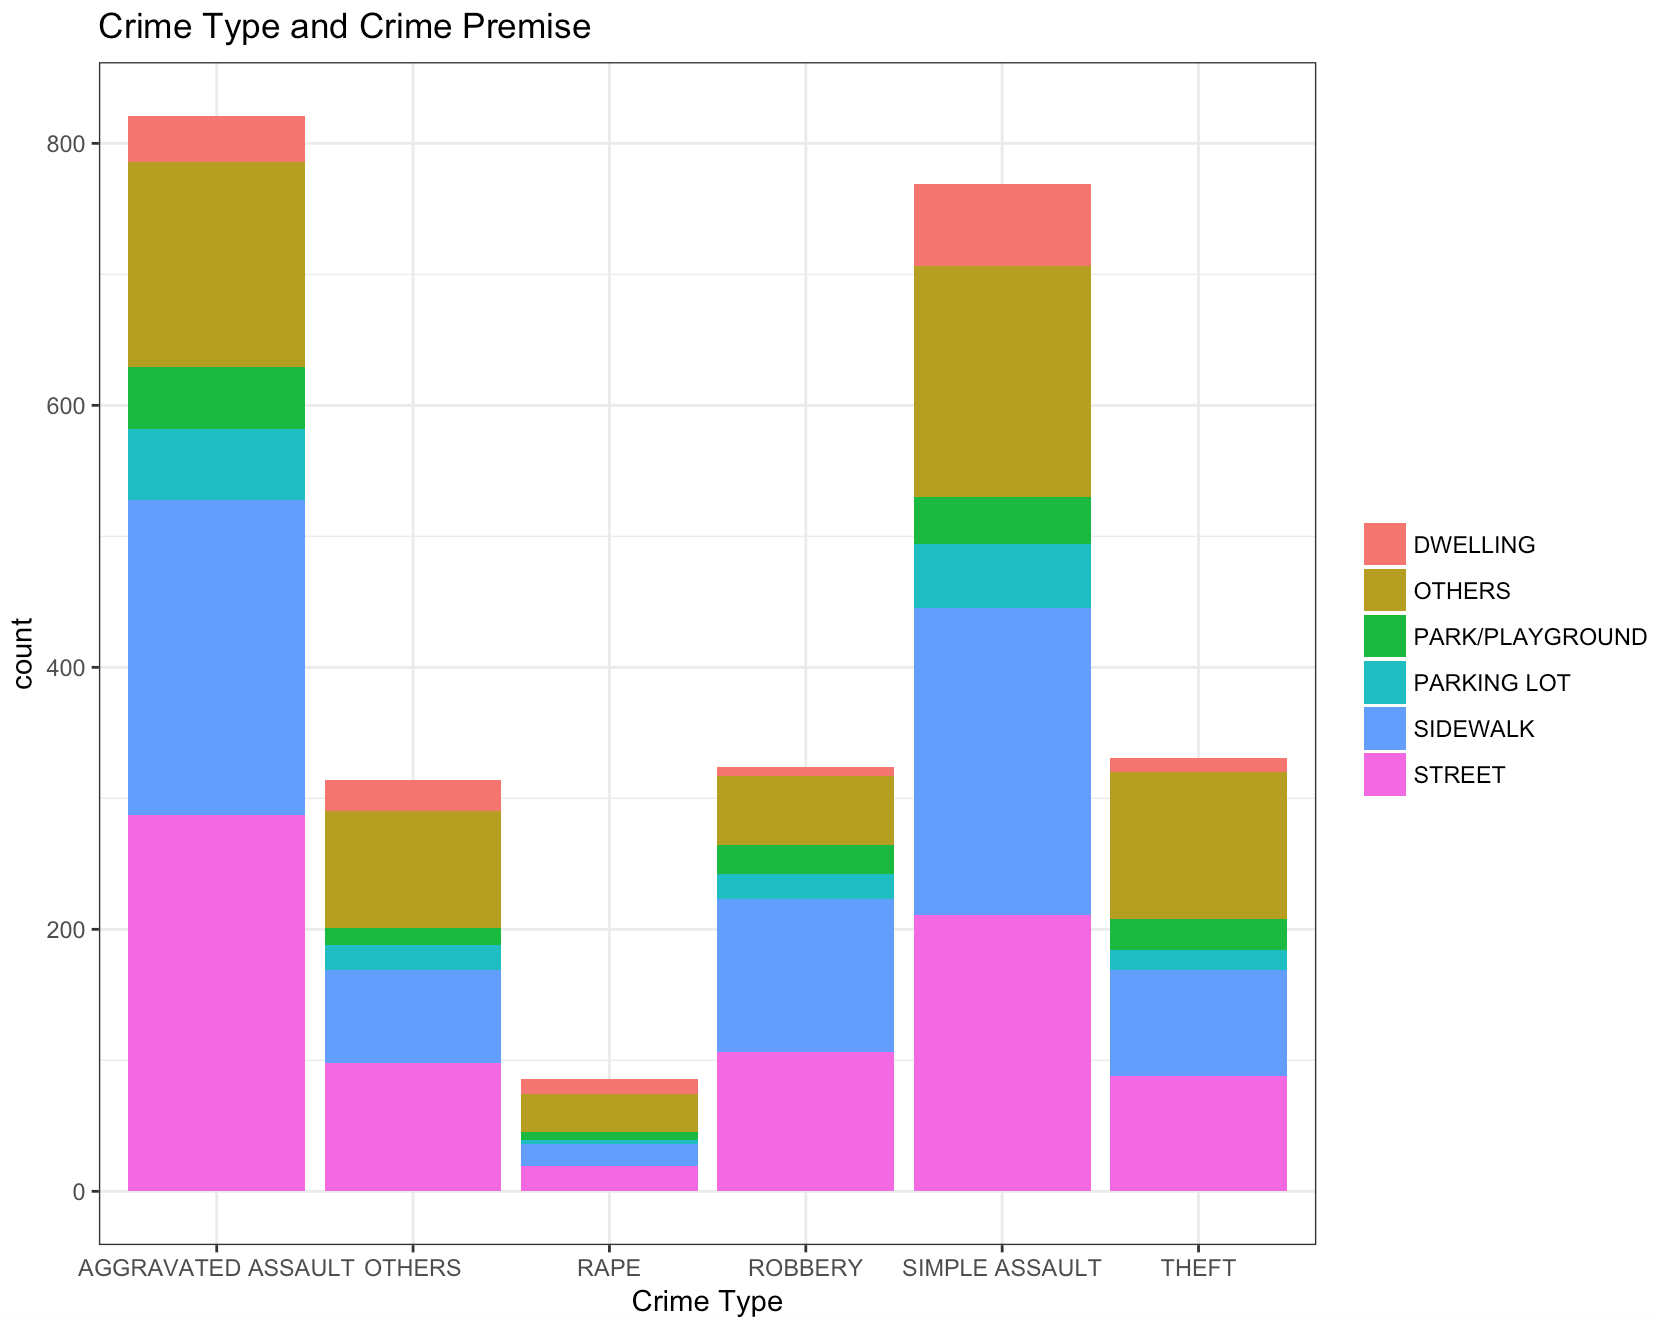 Crime Type and Crime Premise
count
800
600
400
200
0
AGGRAVATED ASSAULT OTHERS RAPE ROBBERY SIMPLE ASSAULT THEFT
Crime Type
DWELLING
OTHERS
PARK/PLAYGROUND
PARKING LOT
SIDEWALK
STREET